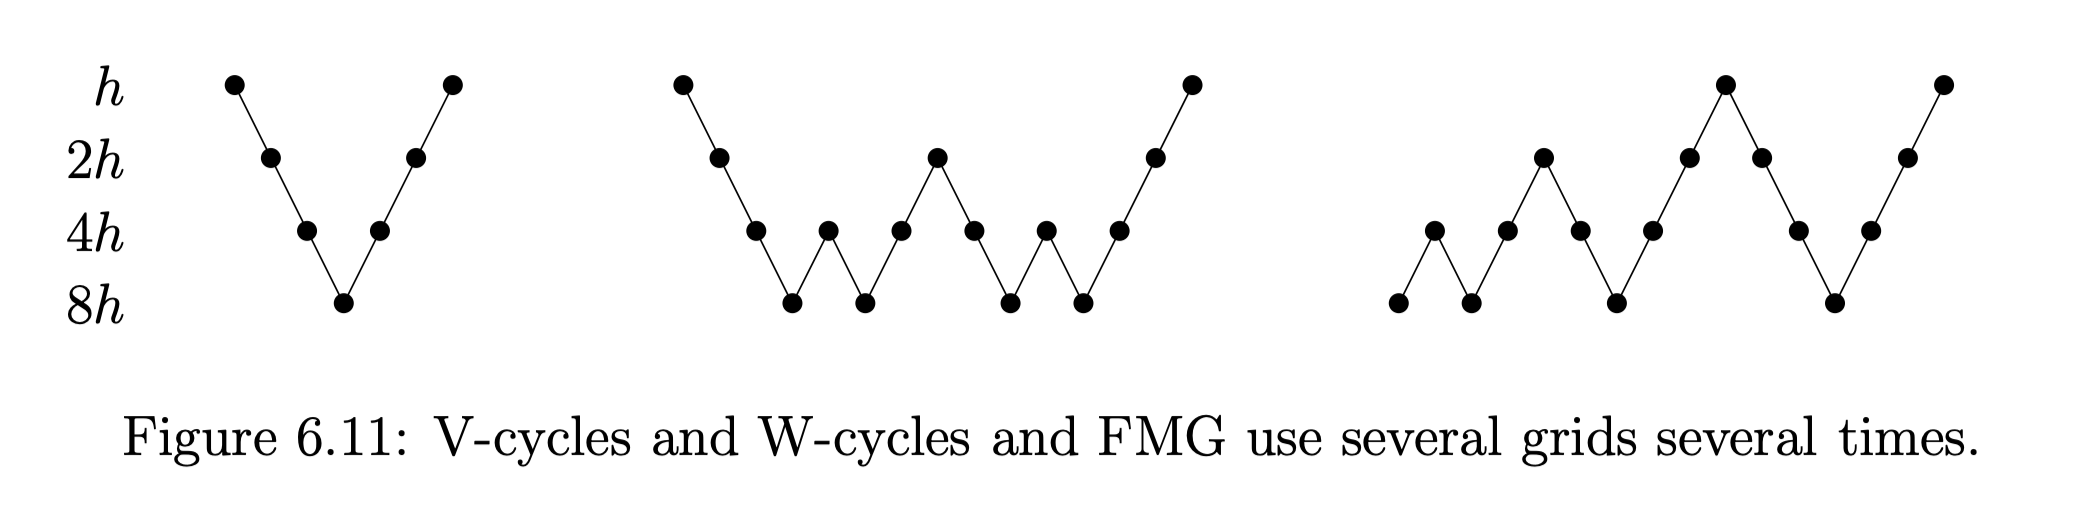 h
2h
4h
8h
Figure 6.11: V-cycles and W-cycles and FMG use several grids several times.